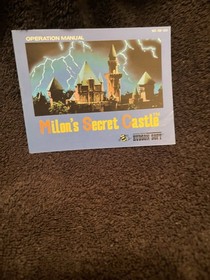 OPERATION MANUAL
Milon's Secret Castle
HUDSON SOFT